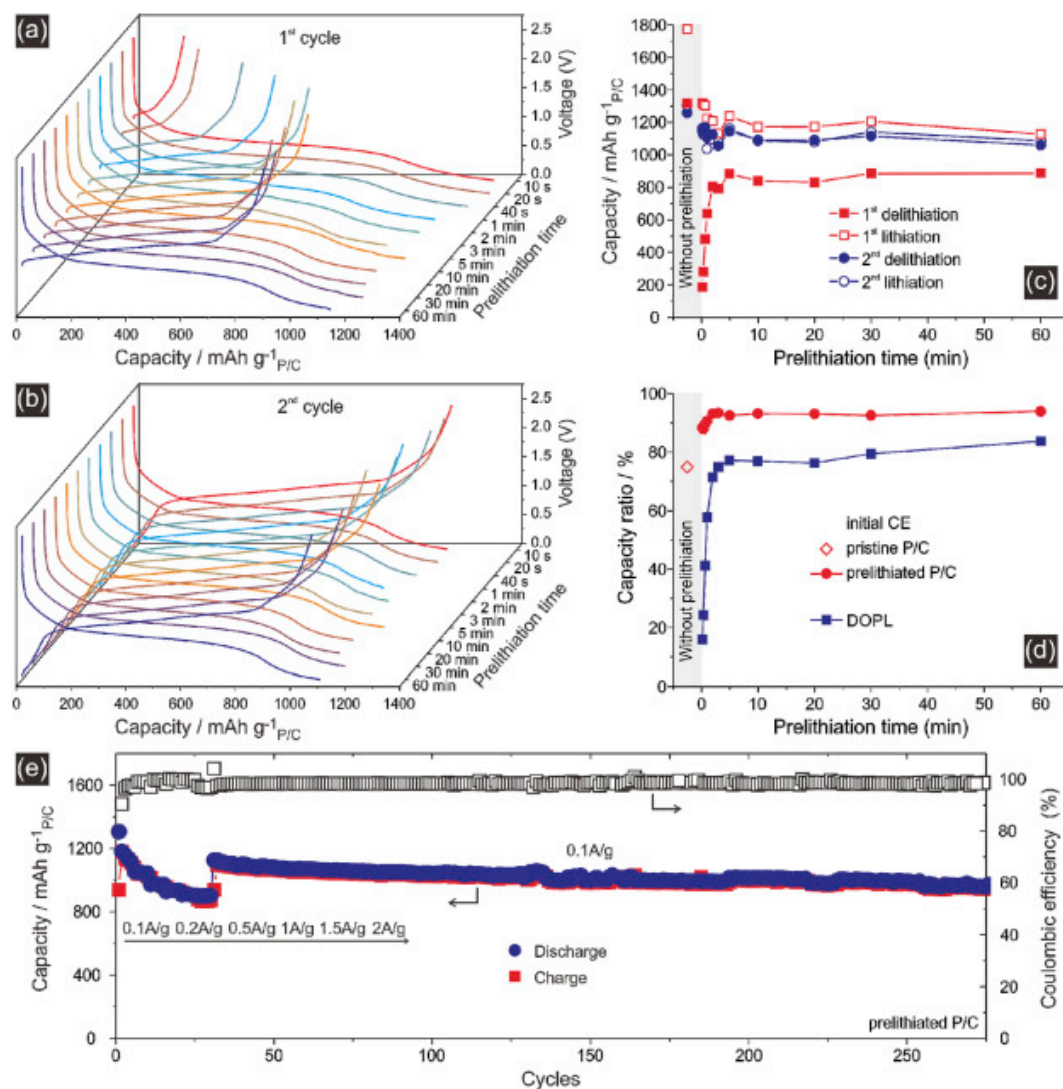 (a)
1st cycle
2.5
2.0
1.5
1.0
0.5
0.0
Voltage (V)
10 s
20 s
40 s
1 min
2 min
3 min
5 min
10 min
20 min
30 min
60 min
Prelithiation time
0 200 400 600 800 1000 1200 1400
Capacity / mAh g-1P/C
(b)
2nd cycle
2.5
2.0
1.5
1.0
0.5
0.0
Voltage (V)
10 s
20 s
40 s
1 min
2 min
3 min
5 min
10 min
20 min
30 min
60 min
Prelithiation time
0 200 400 600 800 1000 1200 1400
Capacity / mAh g-1P/C
(c)
1800
1600
1400
1200
1000
800
600
400
200
0
Capacity / mAh g-1P/C
Without prelithiation
1st delithiation
1st lithiation
2nd delithiation
2nd lithiation
0 10 20 30 40 50 60
Prelithiation time (min)
(d)
100
80
60
40
20
0
Capacity ratio / %
Without prelithiation
initial CE
pristine P/C
prelithiated P/C
DOPL
0 10 20 30 40 50 60
Prelithiation time (min)
(e)
1600
1200
800
400
0
Capacity / mAh g-1P/C
100
80
60
40
20
0
Coulombic efficiency (%)
0.1A/g
0.1A/g 0.2A/g 0.5A/g 1A/g 1.5A/g 2A/g
Discharge
Charge
prelithiated P/C
0 50 100 150 200 250
Cycles